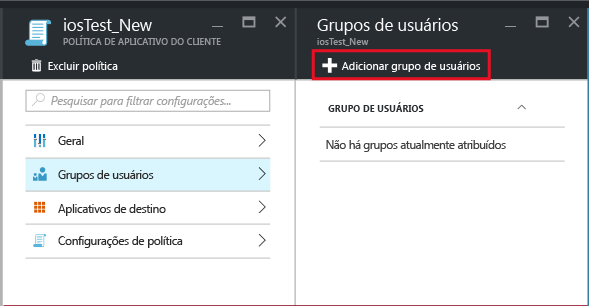 iosTest_New
POLÍTICA DE APLICATIVO DO CLIENTE
Excluir política
Pesquisar para filtrar configurações...
Geral
Grupos de usuários
Aplicativos de destino
Configurações de política
Grupos de usuários
iosTest_New
Adicionar grupo de usuários
GRUPO DE USUÁRIOS
Não há grupos atualmente atribuídos